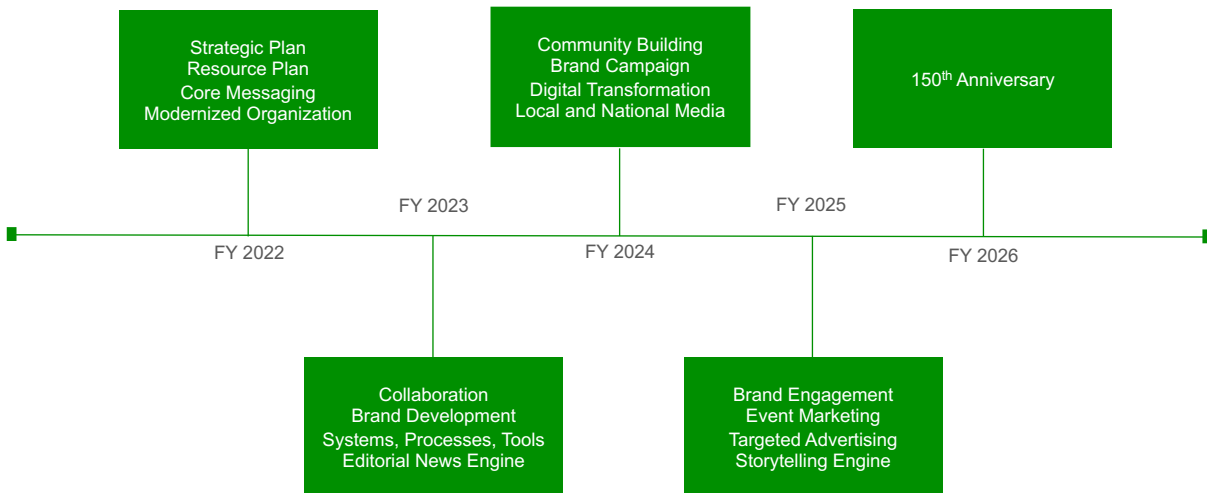 Strategic Plan
Resource Plan
Core Messaging
Modernized Organization
Community Building
Brand Campaign
Digital Transformation
Local and National Media
150th Anniversary
FY 2023
FY 2025
FY 2022
FY 2024
FY 2026
Collaboration
Brand Development
Systems, Processes, Tools
Editorial News Engine
Brand Engagement
Event Marketing
Targeted Advertising
Storytelling Engine